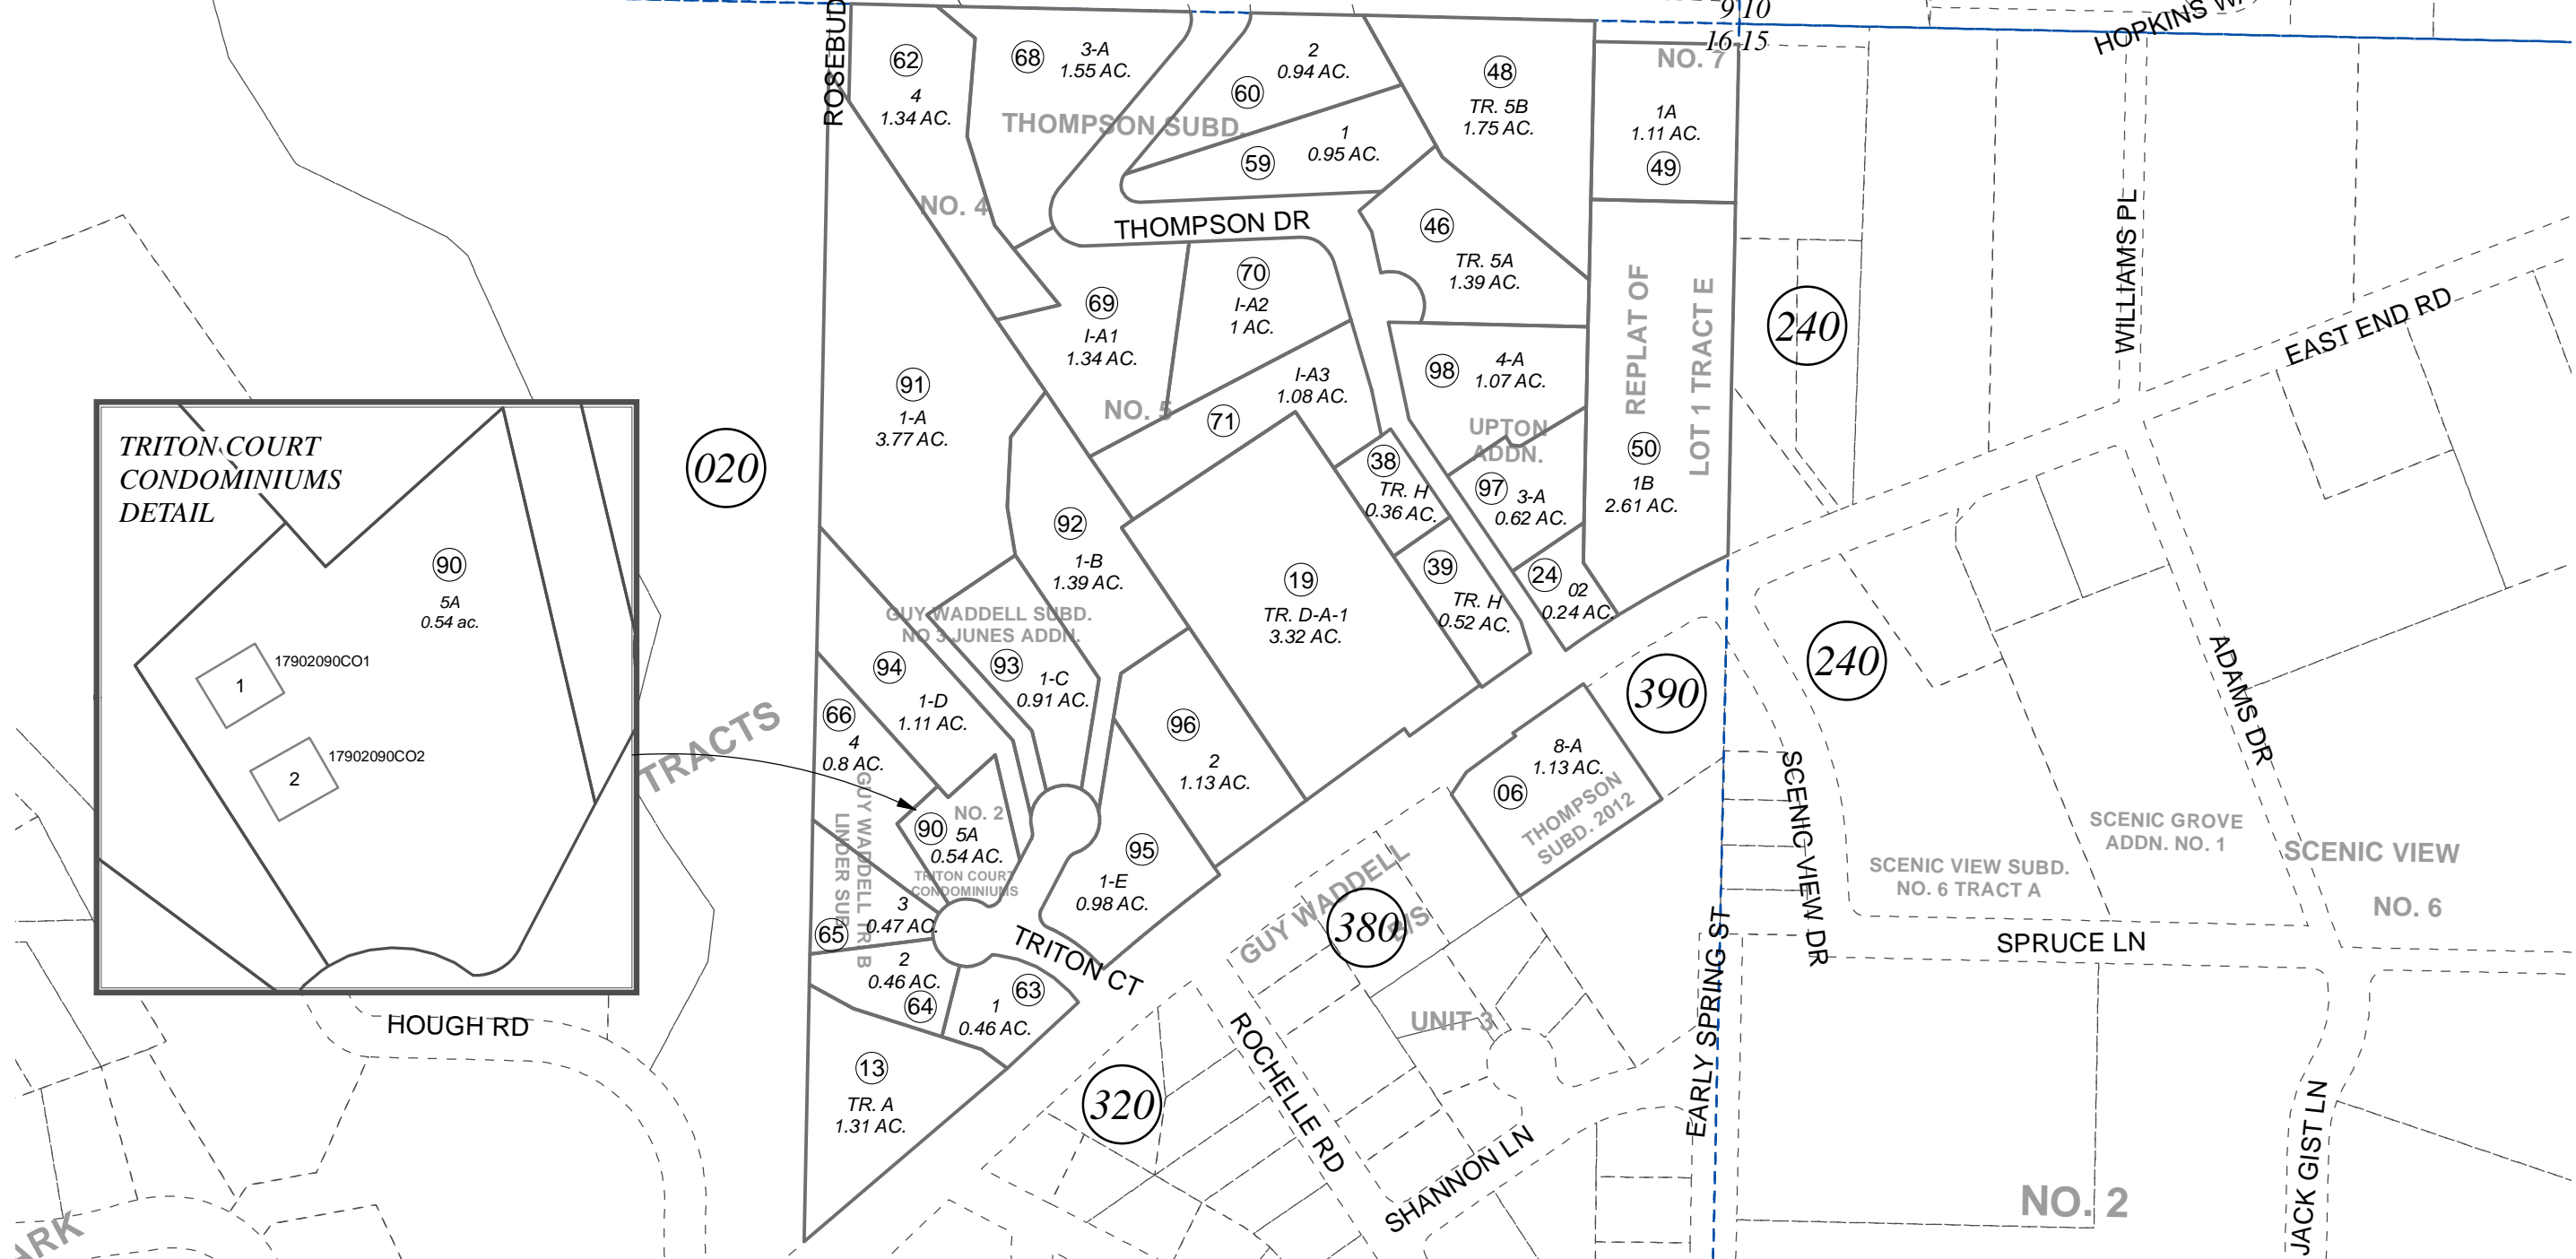 ROSEBUD
9 10
16 15
HOPKINS
62
4
1.34 AC.
68
3-A
1.55 AC.
THOMPSON SUBD.
60
2
0.94 AC.
59
1
0.95 AC.
48
TR. 5B
1.75 AC.
NO. 7
1A
1.11 AC.
49
NO. 4
THOMPSON DR
46
TR. 5A
1.39 AC.
69
I-A1
1.34 AC.
70
I-A2
1 AC.
I-A3
1.08 AC.
71
NO. 5
98
4-A
1.07 AC.
UPTON
ADDN.
REPLAT OF
LOT 1 TRACT E
50
1B
2.61 AC.
240
WILLIAMS PL
EAST END RD
91
1-A
3.77 AC.
020
TRITON COURT
CONDOMINIUMS
DETAIL
90
5A
0.54 ac.
1
17902090CO1
2
17902090CO2
38
TR. H
0.36 AC.
97
3-A
0.62 AC.
39
TR. H
0.52 AC.
24
02
0.24 AC.
92
1-B
1.39 AC.
19
TR. D-A-1
3.32 AC.
GUY WADDELL SUBD.
NO 3 JUNES ADDN.
94
1-D
1.11 AC.
93
1-C
0.91 AC.
66
4
0.8 AC.
96
2
1.13 AC.
TRACTS
390
240
ADAMS DR
8-A
1.13 AC.
06
THOMPSON
SUBD. 2012
SCENIC VIEW DR
NO. 2
90
5A
0.54 AC.
TRITON COURT
CONDOMINIUMS
GUY WADDELL TR B
LINDER SUB
95
1-E
0.98 AC.
3
0.47 AC.
65
2
0.46 AC.
64
63
1
0.46 AC.
TRITON CT
GUY WADDELL
380
/S
SCENIC VIEW SUBD.
NO. 6 TRACT A
SCENIC GROVE
ADDN. NO. 1
SCENIC VIEW
NO. 6
SPRUCE LN
HOUGH RD
13
TR. A
1.31 AC.
320
ROCHELLE RD
UNIT 3
SHANNON LN
EARLY SPRING ST
NO. 2
JACK GIST LN
ARK